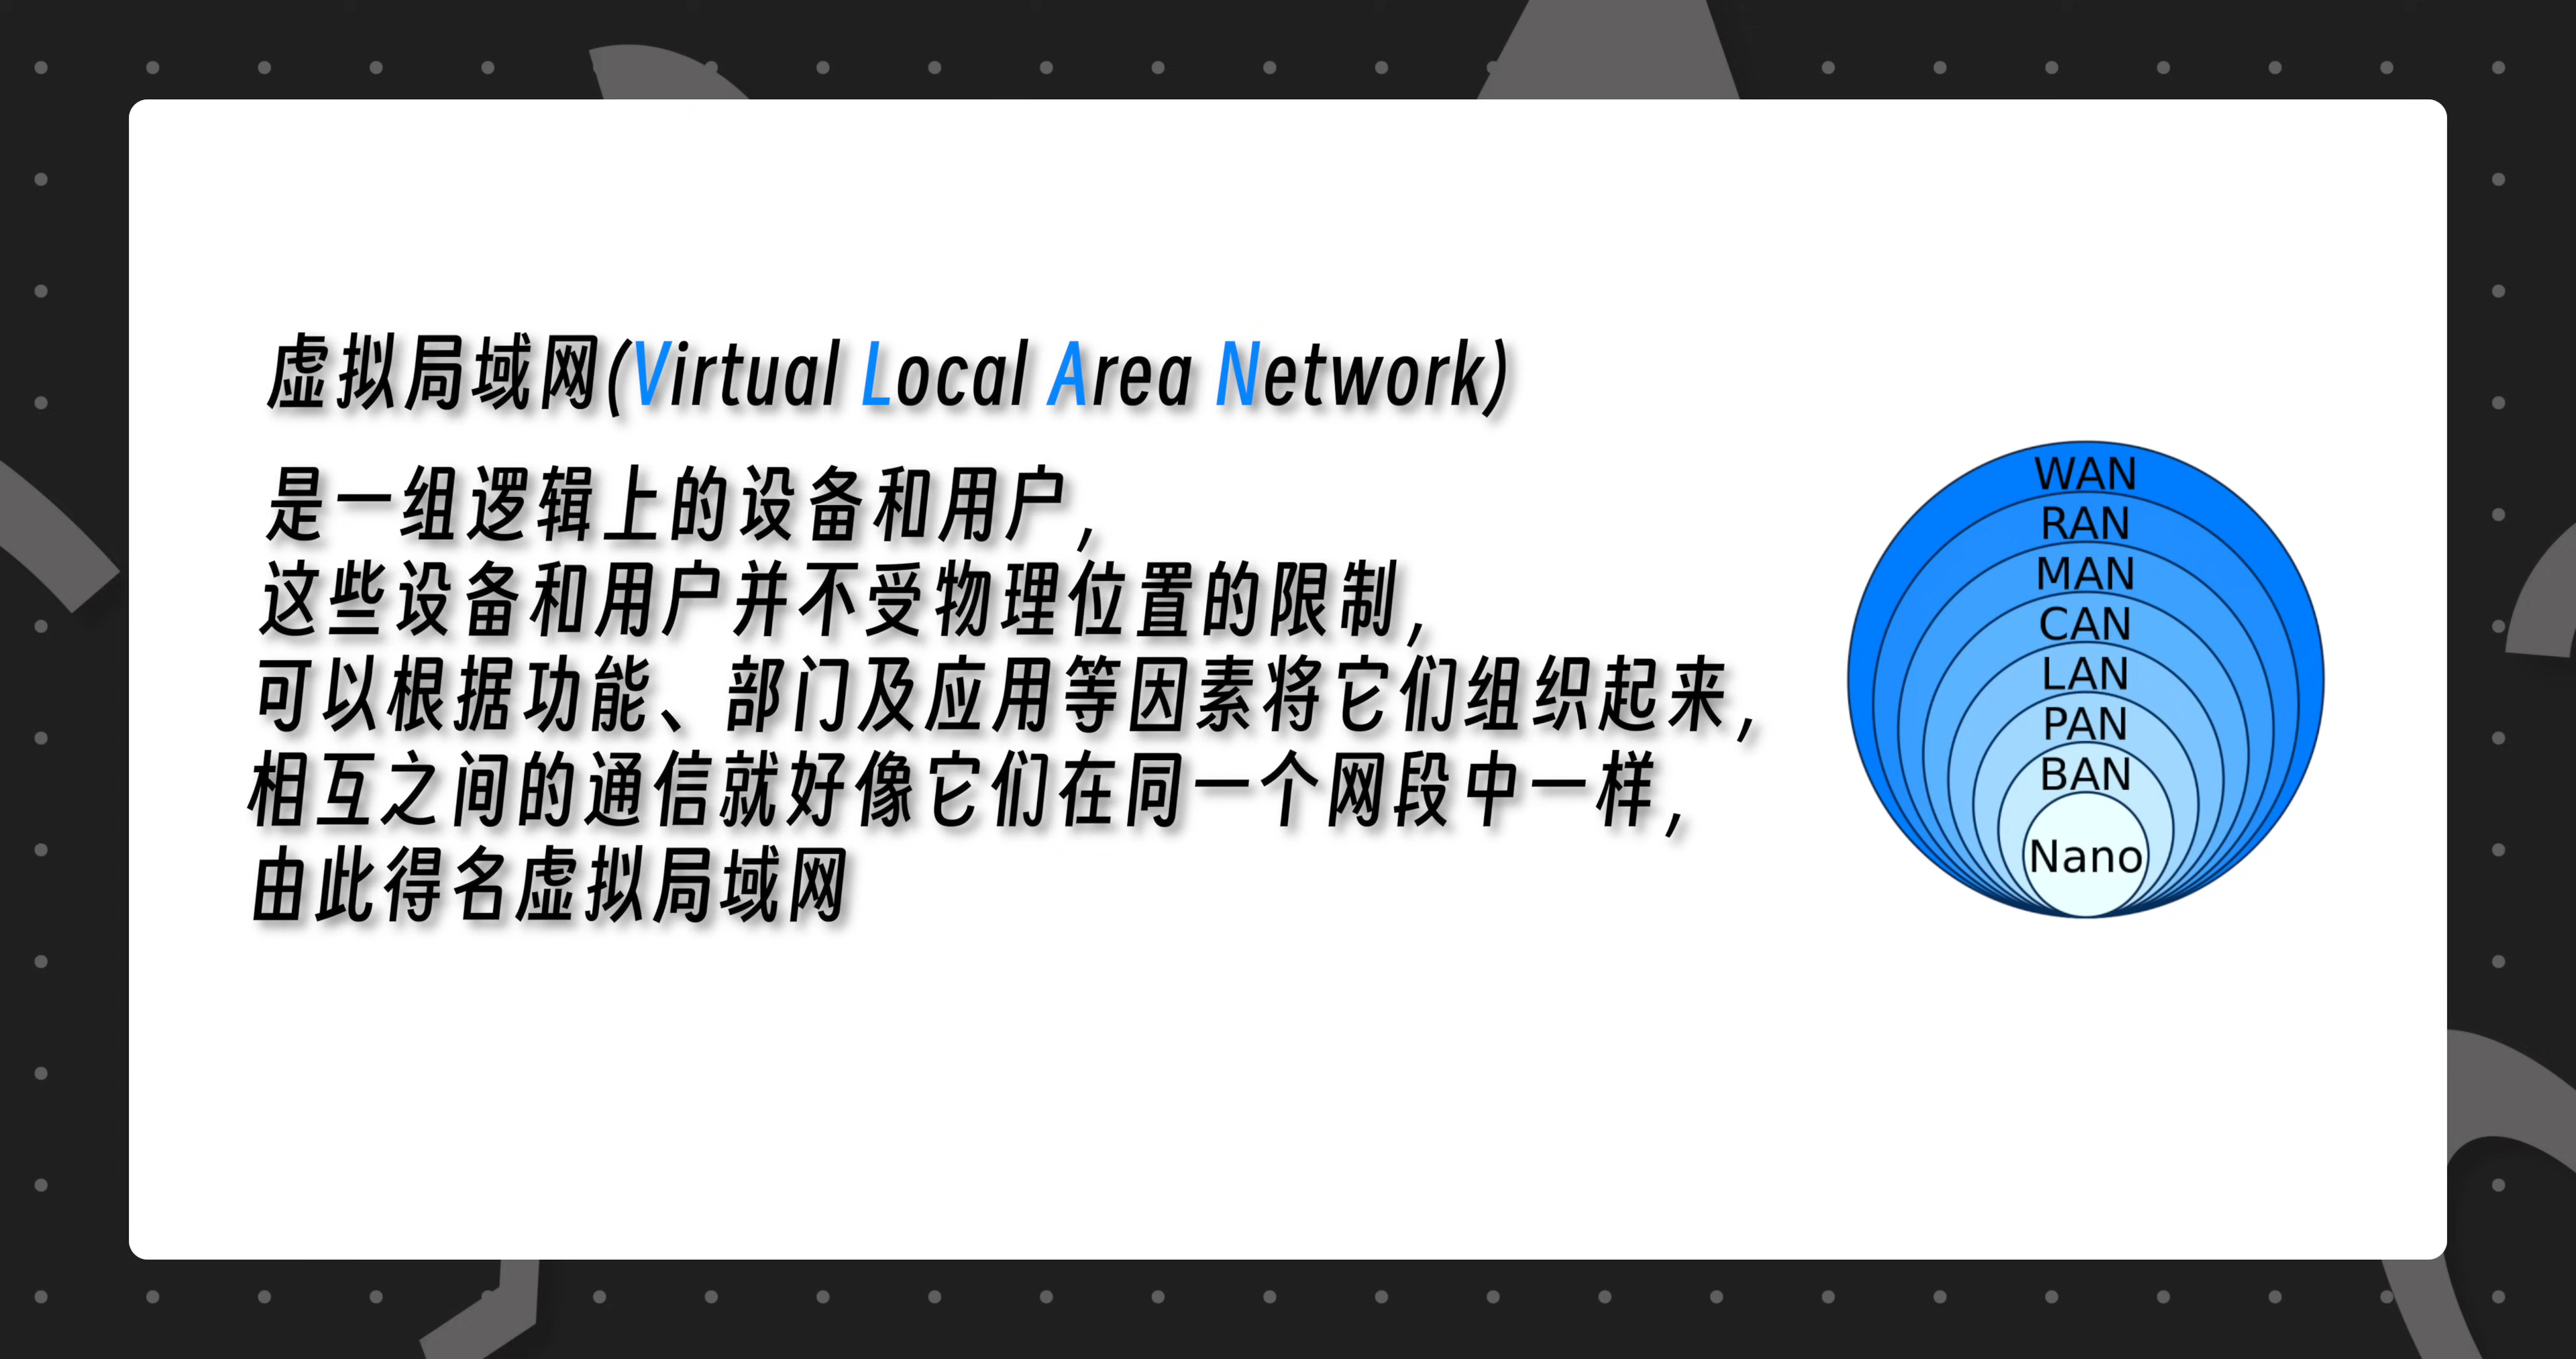 虚拟局域网(Virtual Local Area Network)
是一组逻辑上的设备和用户,
这些设备和用户并不受物理位置的限制,
可以根据功能、部门及应用等因素将它们组织起来,
相互之间的通信就好像它们在同一个网段中一样,
由此得名虚拟局域网
WAN
RAN
MAN
CAN
LAN
PAN
BAN
Nano